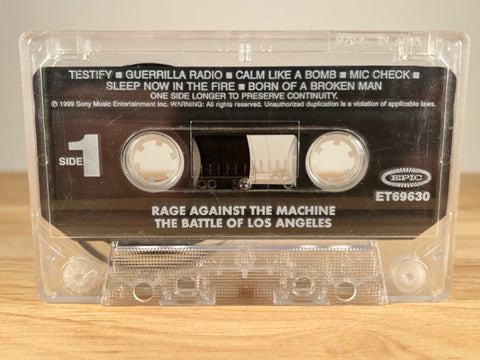 TESTIFY ■ GUERRILLA RADIO ■ CALM LIKE A BOMB ■ MIC CHECK ■
SLEEP NOW IN THE FIRE ■ BORN OF A BROKEN MAN
ONE SIDE LONGER TO PRESERVE CONTINUITY.
℗ 1999 Sony Music Entertainment Inc. WARNING: All rights reserved. Unauthorized duplication is a violation of applicable laws.
SIDE 1
EPIC
ET69630
RAGE AGAINST THE MACHINE
THE BATTLE OF LOS ANGELES